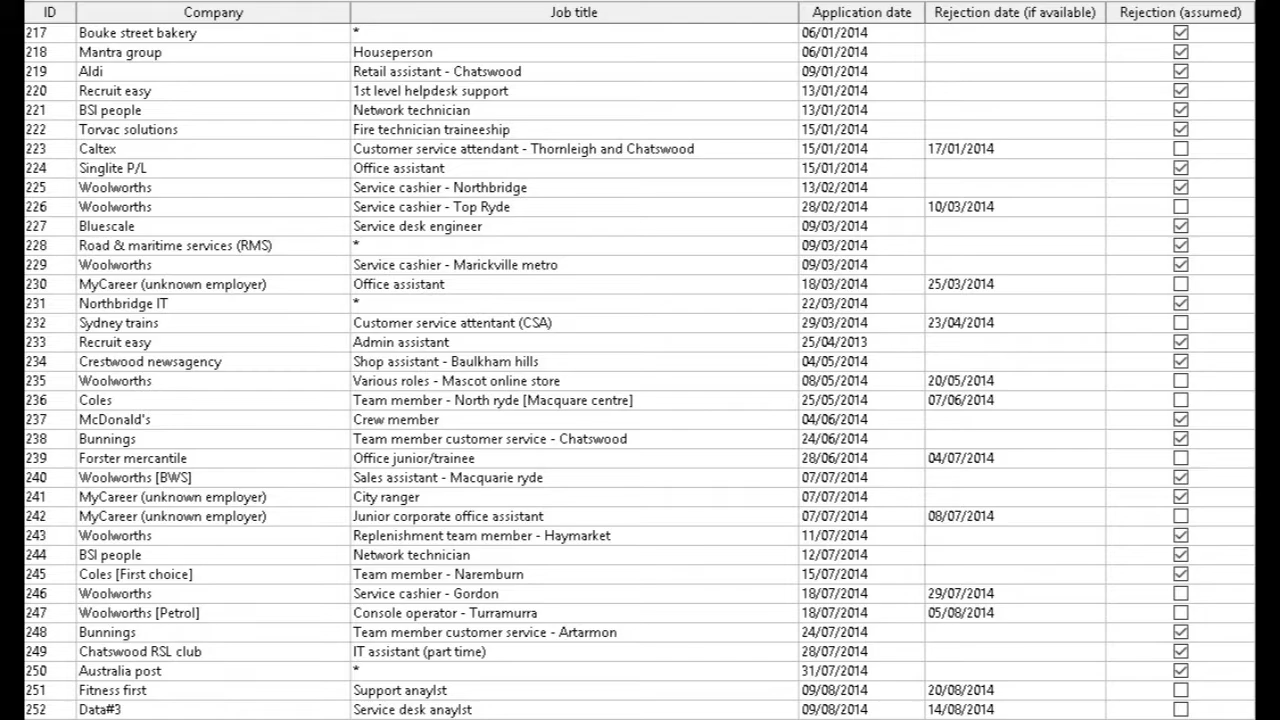 ID Company Job title Application date Rejection date (if available) Rejection (assumed)
217 Bouke street bakery * 06/01/2014
218 Mantra group Houseperson 06/01/2014
219 Aldi Retail assistant - Chatswood 09/01/2014
220 Recruit easy 1st level helpdesk support 13/01/2014
221 BSI people Network technician 13/01/2014
222 Torvac solutions Fire technician traineeship 15/01/2014
223 Caltex Customer service attendant - Thornleigh and Chatswood 15/01/2014 17/01/2014
224 Singlite P/L Office assistant 15/01/2014
225 Woolworths Service cashier - Northbridge 13/02/2014
226 Woolworths Service cashier - Top Ryde 28/02/2014 10/03/2014
227 Bluescale Service desk engineer 09/03/2014
228 Road & maritime services (RMS) * 09/03/2014
229 Woolworths Service cashier - Marickville metro 09/03/2014
230 MyCareer (unknown employer) Office assistant 18/03/2014 25/03/2014
231 Northbridge IT * 22/03/2014
232 Sydney trains Customer service attentant (CSA) 29/03/2014 23/04/2014
233 Recruit easy Admin assistant 25/04/2013
234 Crestwood newsagency Shop assistant - Baulkham hills 04/05/2014
235 Woolworths Various roles - Mascot online store 08/05/2014 20/05/2014
236 Coles Team member - North ryde [Macquare centre] 25/05/2014 07/06/2014
237 McDonald's Crew member 04/06/2014
238 Bunnings Team member customer service - Chatswood 24/06/2014
239 Forster mercantile Office junior/trainee 28/06/2014 04/07/2014
240 Woolworths [BWS] Sales assistant - Macquarie ryde 07/07/2014
241 MyCareer (unknown employer) City ranger 07/07/2014
242 MyCareer (unknown employer) Junior corporate office assistant 07/07/2014 08/07/2014
243 Woolworths Replenishment team member - Haymarket 11/07/2014
244 BSI people Network technician 12/07/2014
245 Coles [First choice] Team member - Naremburn 15/07/2014
246 Woolworths Service cashier - Gordon 18/07/2014 29/07/2014
247 Woolworths [Petrol] Console operator - Turramurra 18/07/2014 05/08/2014
248 Bunnings Team member customer service - Artarmon 24/07/2014
249 Chatswood RSL club IT assistant (part time) 28/07/2014
250 Australia post * 31/07/2014
251 Fitness first Support anaylst 09/08/2014 20/08/2014
252 Data#3 Service desk anaylst 09/08/2014 14/08/2014